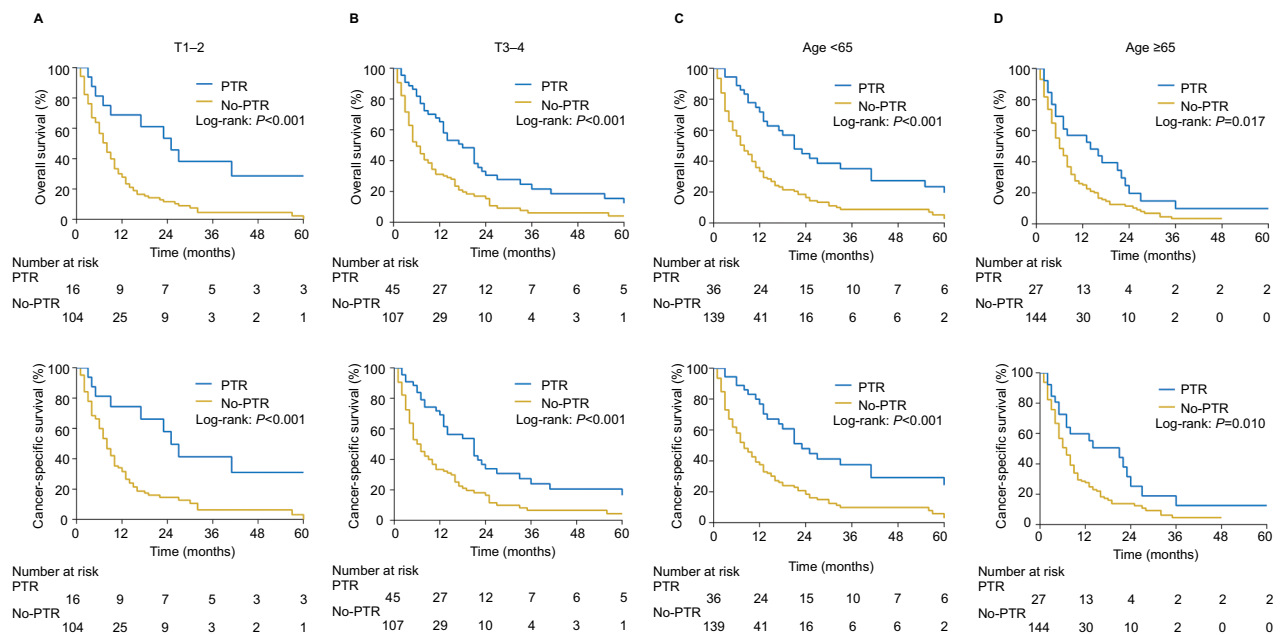 A
T1–2
Overall survival (%)
100
80
60
40
20
0
PTR
No-PTR
Log-rank: P<0.001
0 12 24 36 48 60
Time (months)
Number at risk
PTR
16 9 7 5 3 3
No-PTR
104 25 9 3 2 1
Cancer-specific survival (%)
100
80
60
40
20
0
PTR
No-PTR
Log-rank: P<0.001
0 12 24 36 48 60
Time (months)
Number at risk
PTR
16 9 7 5 3 3
No-PTR
104 25 9 3 2 1
B
T3–4
Overall survival (%)
100
80
60
40
20
0
PTR
No-PTR
Log-rank: P<0.001
0 12 24 36 48 60
Time (months)
Number at risk
PTR
45 27 12 7 6 5
No-PTR
107 29 10 4 3 1
Cancer-specific survival (%)
100
80
60
40
20
0
PTR
No-PTR
Log-rank: P<0.001
0 12 24 36 48 60
Time (months)
Number at risk
PTR
45 27 12 7 6 5
No-PTR
107 29 10 4 3 1
C
Age <65
Overall survival (%)
100
80
60
40
20
0
PTR
No-PTR
Log-rank: P<0.001
0 12 24 36 48 60
Time (months)
Number at risk
PTR
36 24 15 10 7 6
No-PTR
139 41 16 6 6 2
Cancer-specific survival (%)
100
80
60
40
20
0
PTR
No-PTR
Log-rank: P<0.001
0 12 24 36 48 60
Time (months)
Number at risk
PTR
36 24 15 10 7 6
No-PTR
139 41 16 6 6 2
D
Age ≥65
Overall survival (%)
100
80
60
40
20
0
PTR
No-PTR
Log-rank: P=0.017
0 12 24 36 48 60
Time (months)
Number at risk
PTR
27 13 4 2 2 2
No-PTR
144 30 10 2 0 0
Cancer-specific survival (%)
100
80
60
40
20
0
PTR
No-PTR
Log-rank: P=0.010
0 12 24 36 48 60
Time (months)
Number at risk
PTR
27 13 4 2 2 2
No-PTR
144 30 10 2 0 0